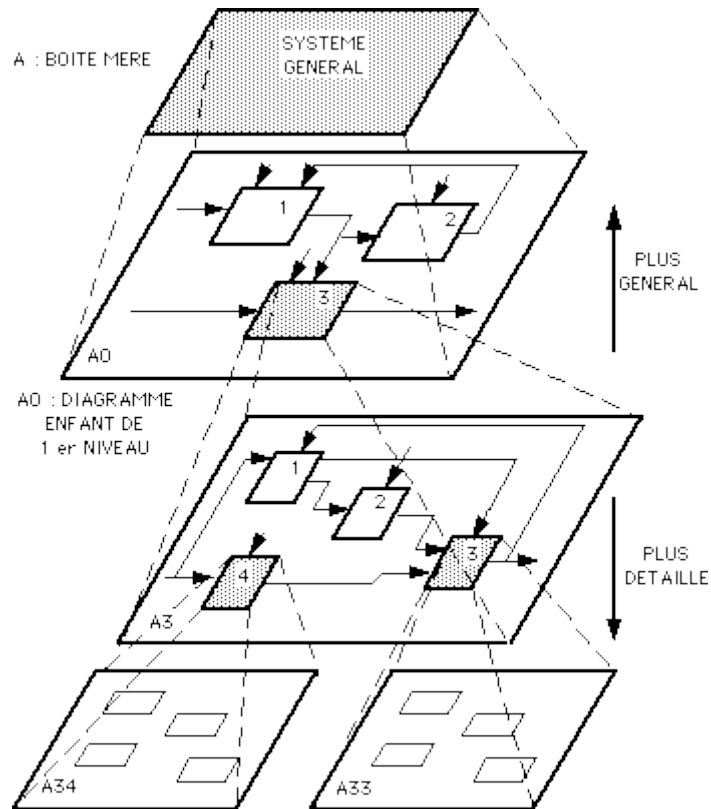 SYSTEME
GENERAL
A : BOITE MERE
1
2
3
PLUS
GENERAL
A0
A0 : DIAGRAMME
ENFANT DE
1 er NIVEAU
1
2
3
4
PLUS
DETAILLE
A3
A34
A33